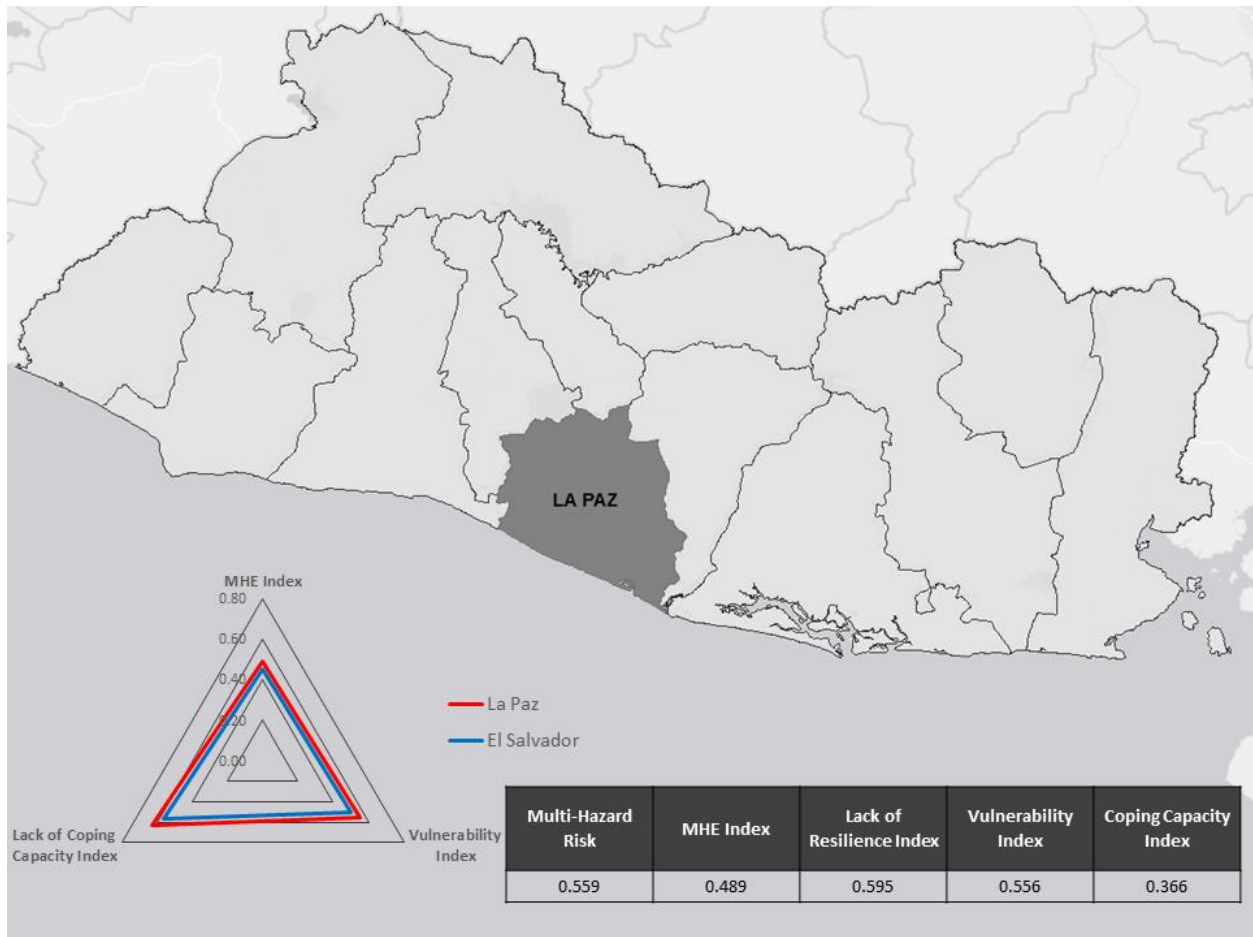 LA PAZ
MHE Index
0.80
0.60
0.40
0.20
0.00
Lack of Coping
Capacity Index
Vulnerability
Index
La Paz
El Salvador
Multi-Hazard
Risk
MHE Index
Lack of
Resilience Index
Vulnerability
Index
Coping Capacity
Index
0.559
0.489
0.595
0.556
0.366